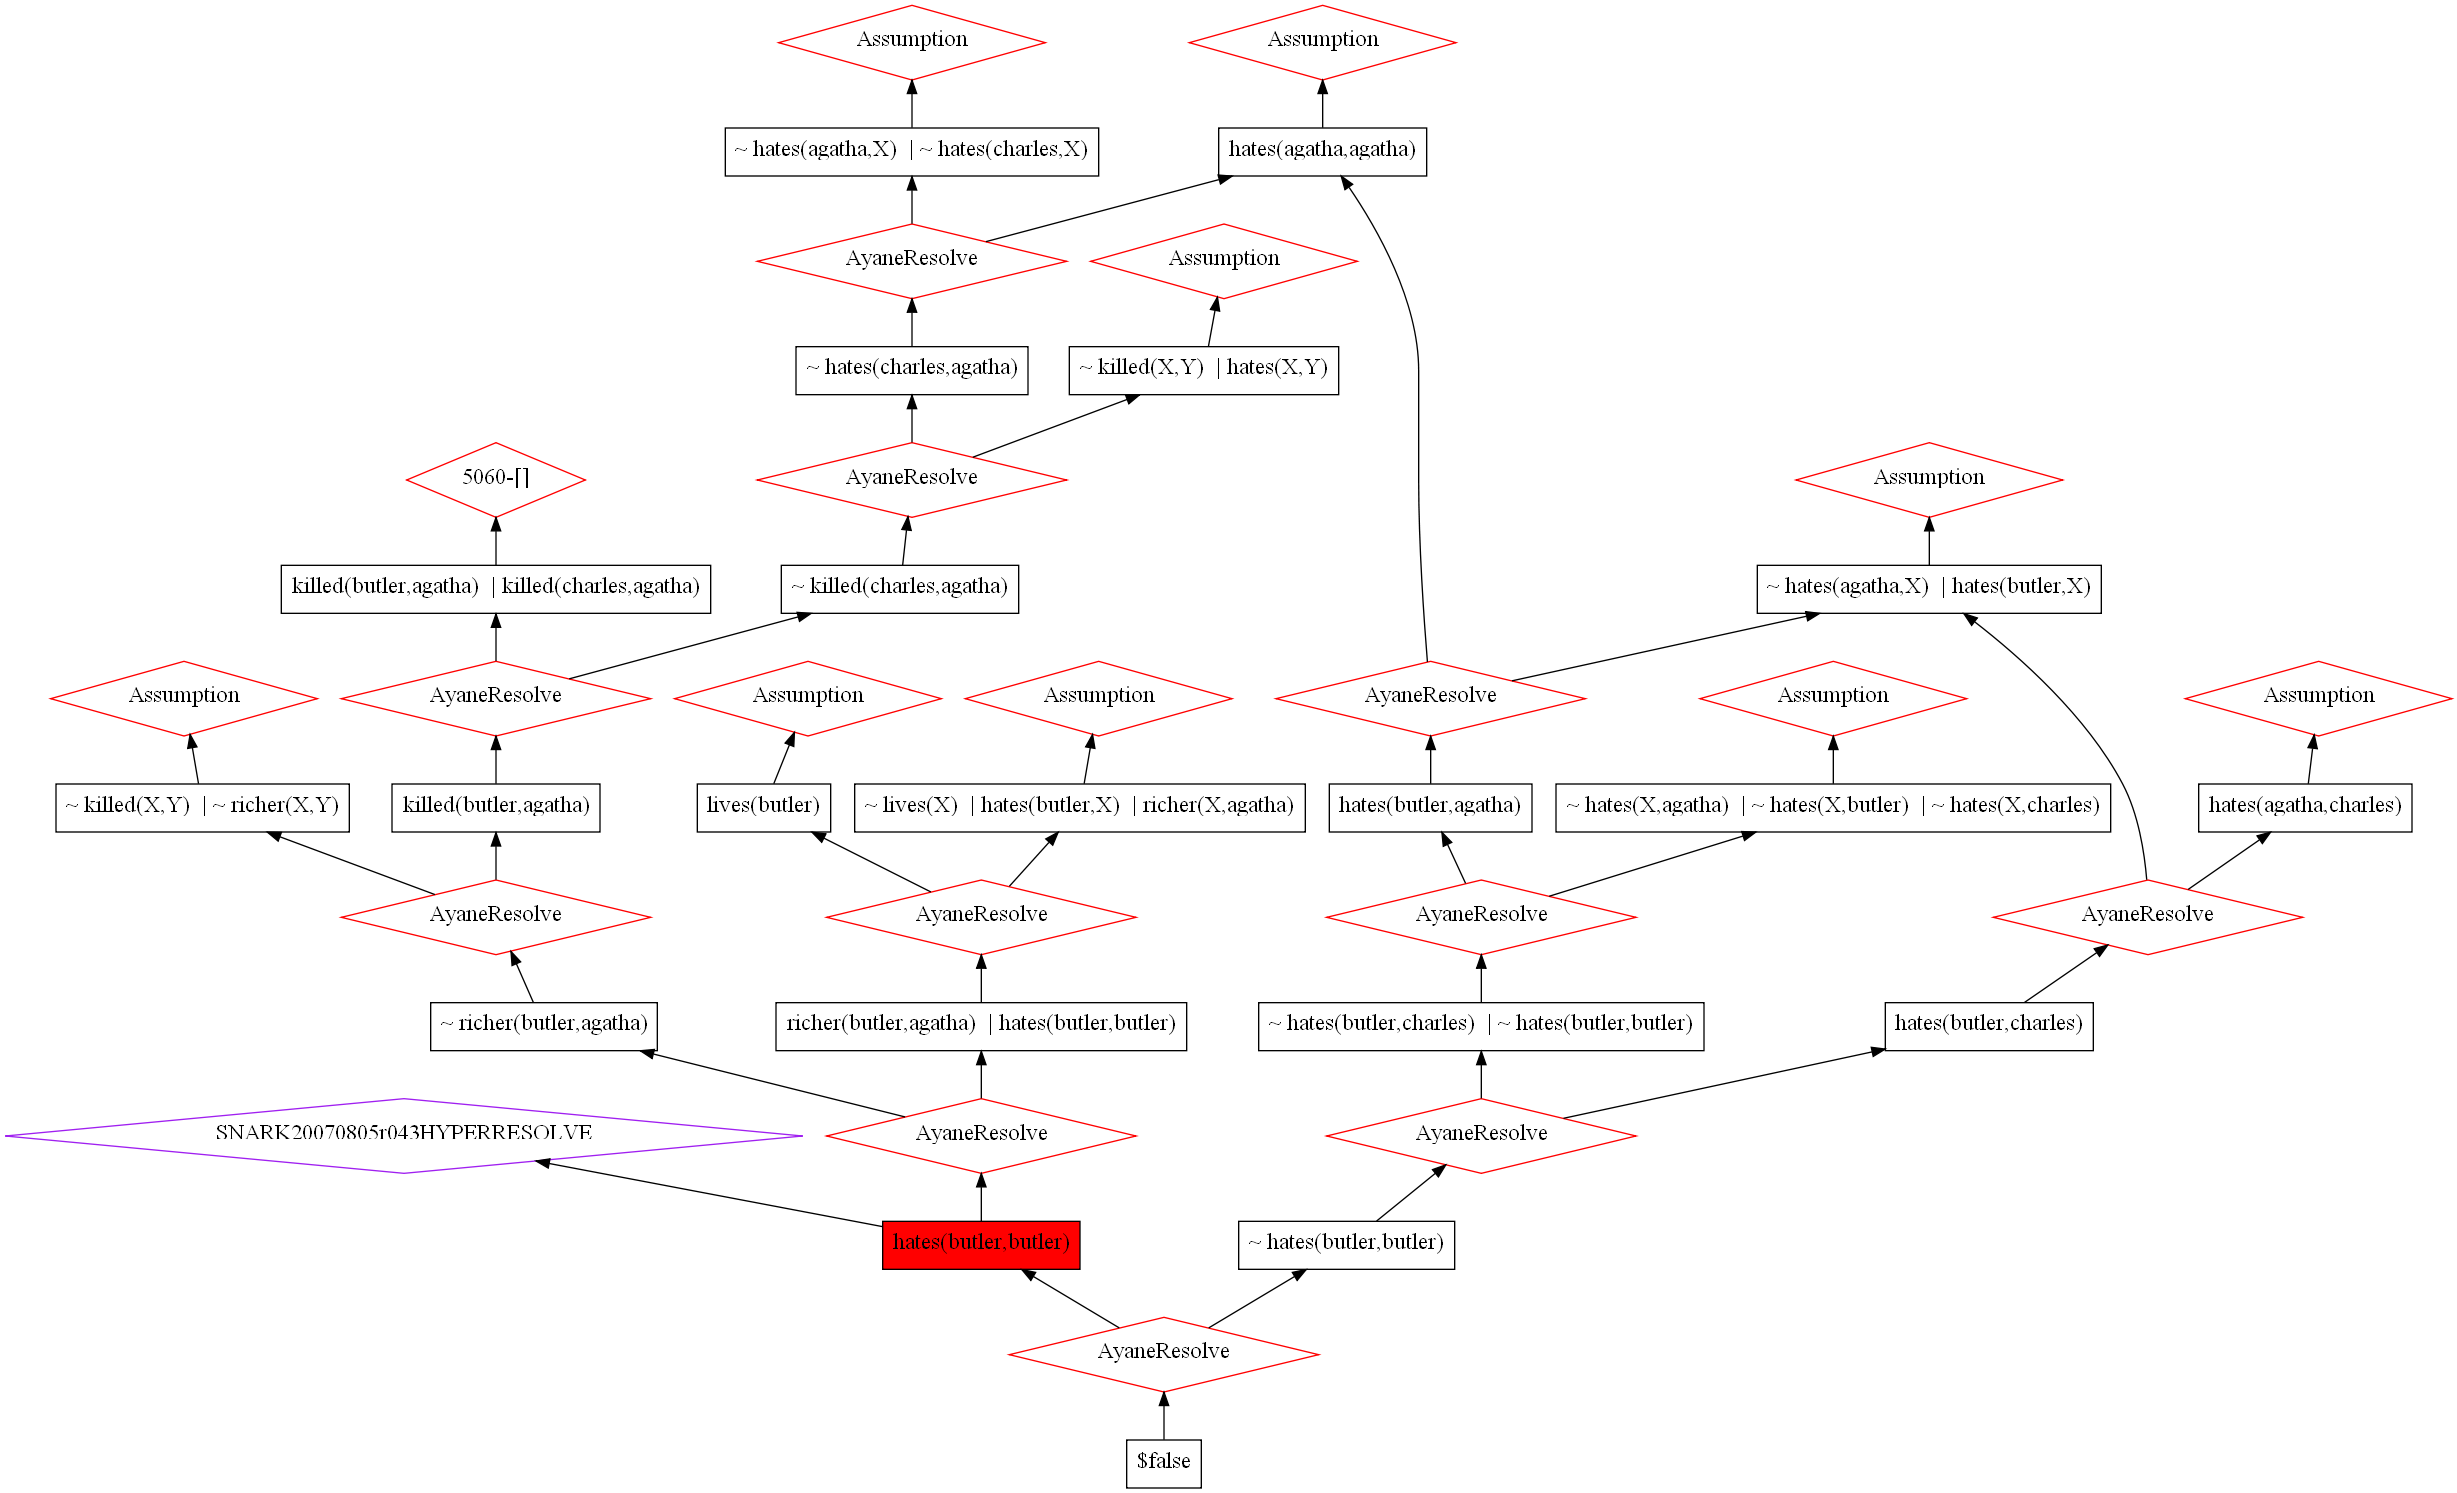 Assumption
Assumption
~ hates(agatha,X) | ~ hates(charles,X)
hates(agatha,agatha)
AyaneResolve
Assumption
~ hates(charles,agatha)
~ killed(X,Y) | hates(X,Y)
5060-[]
AyaneResolve
Assumption
killed(butler,agatha) | killed(charles,agatha)
~ killed(charles,agatha)
~ hates(agatha,X) | hates(butler,X)
Assumption
AyaneResolve
Assumption
Assumption
AyaneResolve
Assumption
Assumption
~ killed(X,Y) | ~ richer(X,Y)
killed(butler,agatha)
lives(butler)
~ lives(X) | hates(butler,X) | richer(X,agatha)
hates(butler,agatha)
~ hates(X,agatha) | ~ hates(X,butler) | ~ hates(X,charles)
hates(agatha,charles)
AyaneResolve
AyaneResolve
AyaneResolve
AyaneResolve
~ richer(butler,agatha)
richer(butler,agatha) | hates(butler,butler)
~ hates(butler,charles) | ~ hates(butler,butler)
hates(butler,charles)
SNARK20070805r043HYPERRESOLVE
AyaneResolve
AyaneResolve
hates(butler,butler)
~ hates(butler,butler)
AyaneResolve
$false